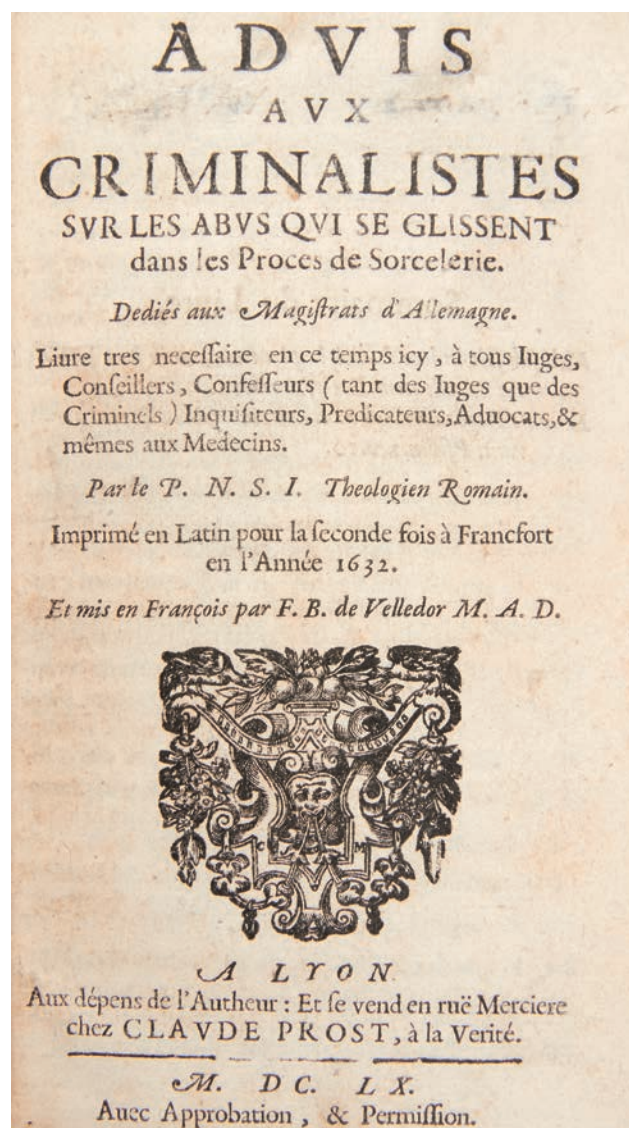 ADVIS
AVX
CRIMINALISTES
SVR LES ABVS QVI SE GLISSENT
dans les Proces de Sorcelerie.
Dediés aux Magiſtrats d'Allemagne.
Liure tres neceſſaire en ce temps icy, à tous Iuges,
Conſeillers, Confeſſeurs (tant des Iuges que des
Criminels) Inquiſiteurs, Predicateurs, Aduocats, &
mêmes aux Medecins.
Par le P. N. S. I. Theologien Romain.
Imprimé en Latin pour la ſeconde fois à Francfort
en l'Année 1632.
Et mis en François par F. B. de Velledor M. A. D.
C M
A LYON
Aux dépens de l'Autheur : Et ſe vend en ruë Merciere
chez CLAVDE PROST, à la Verité.
M. DC. LX.
Auec Approbation, & Permiſſion.